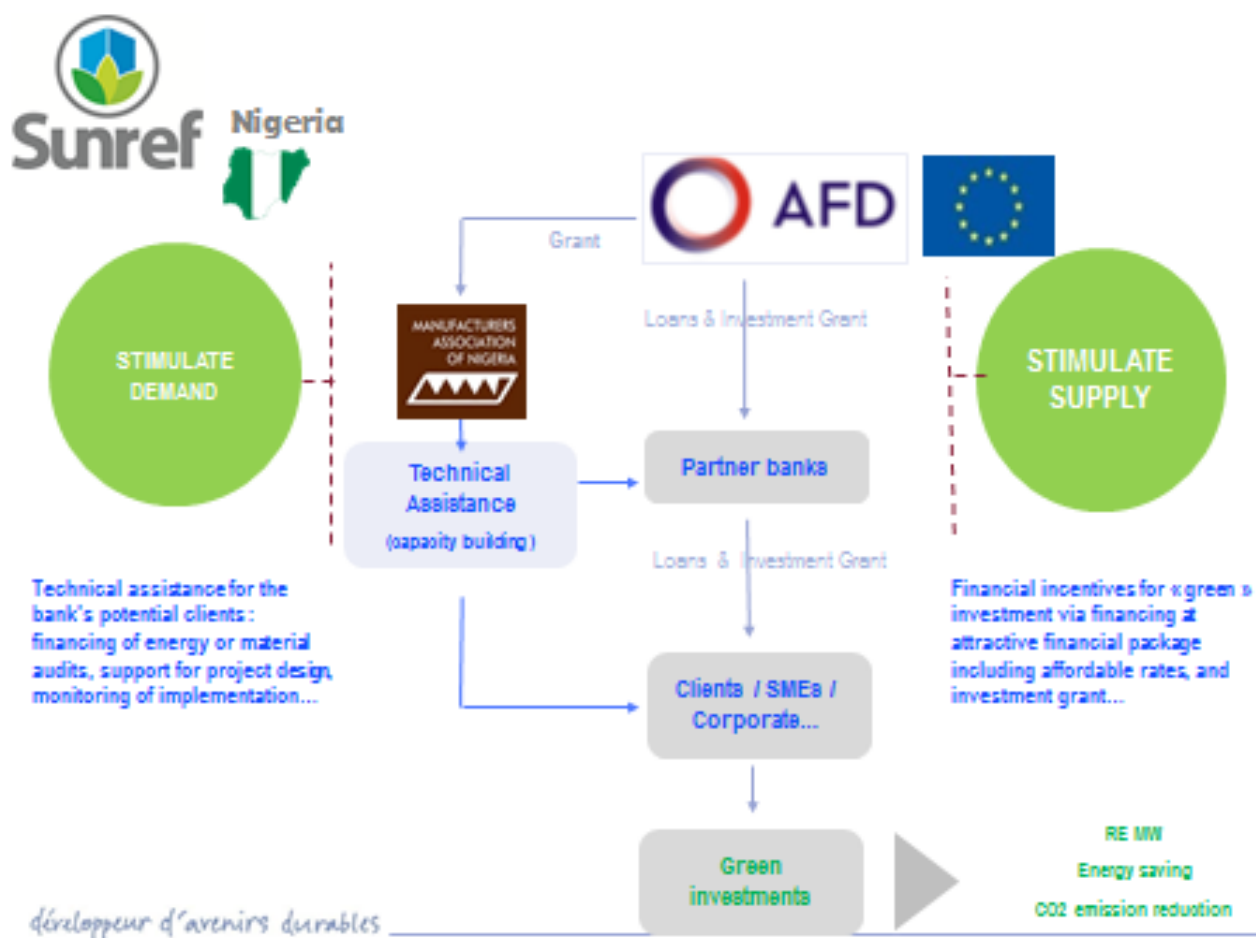 Sunref
Nigeria
AFD
Grant
Loans & Investment Grant
MANUFACTURERS
ASSOCIATION
OF NIGERIA
STIMULATE
DEMAND
STIMULATE
SUPPLY
Technical
Assistance
(capacity building)
Partner banks
Loans & Investment Grant
Technical assistance for the
bank's potential clients :
financing of energy or material
audits, support for project design,
monitoring of implementation...
Financial incentives for « green »
investment via financing at
attractive financial package
including affordable rates, and
investment grant...
Clients / SMEs /
Corporate...
Green
investments
RE MW
Energy saving
CO2 emission reduction
développeur d'avenirs durables